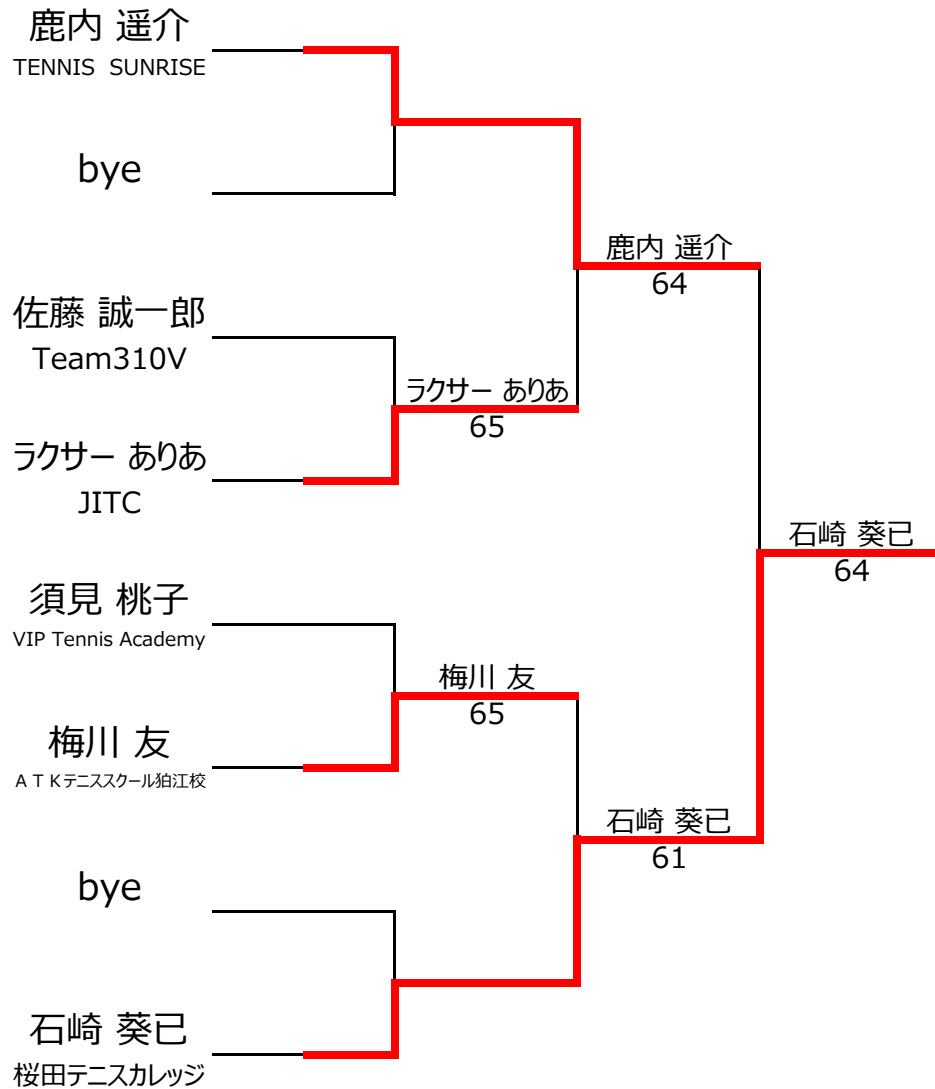 鹿内 遥介
TENNIS SUNRISE
bye
鹿内 遥介
64
佐藤 誠一郎
Team310V
ラクサー ありあ
65
ラクサー ありあ
JITC
石崎 葵已
64
須見 桃子
VIP Tennis Academy
梅川 友
65
梅川 友
ＡＴＫテニススクール狛江校
石崎 葵已
61
bye
石崎 葵已
桜田テニスカレッジ